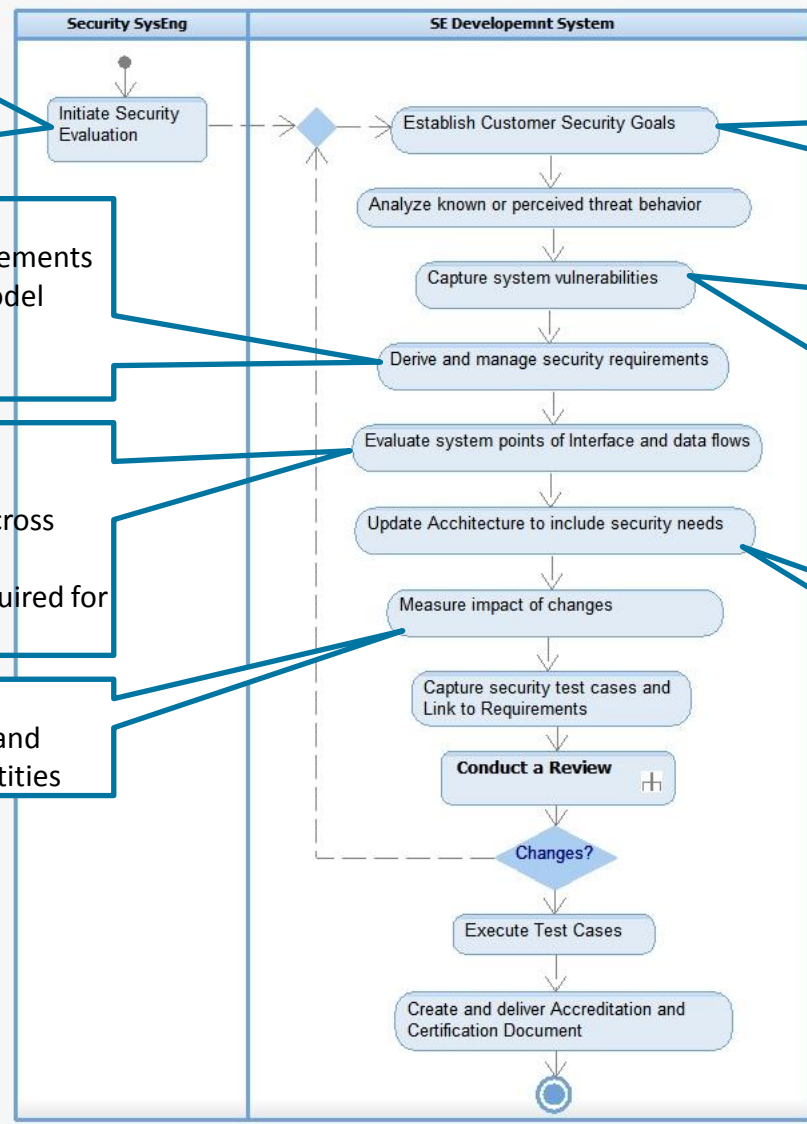 Security SysEng
SE Developemnt System
Initiate Security
Evaluation
Establish Customer Security Goals
Analyze known or perceived threat behavior
ements
odel
Capture system vulnerabilities
Derive and manage security requirements
Evaluate system points of Interface and data flows
cross
Update Acchitecture to include security needs
uired for
Measure impact of changes
Capture security test cases and
Link to Requirements
and
tities
Conduct a Review
Changes?
Execute Test Cases
Create and deliver Accreditation and
Certification Document